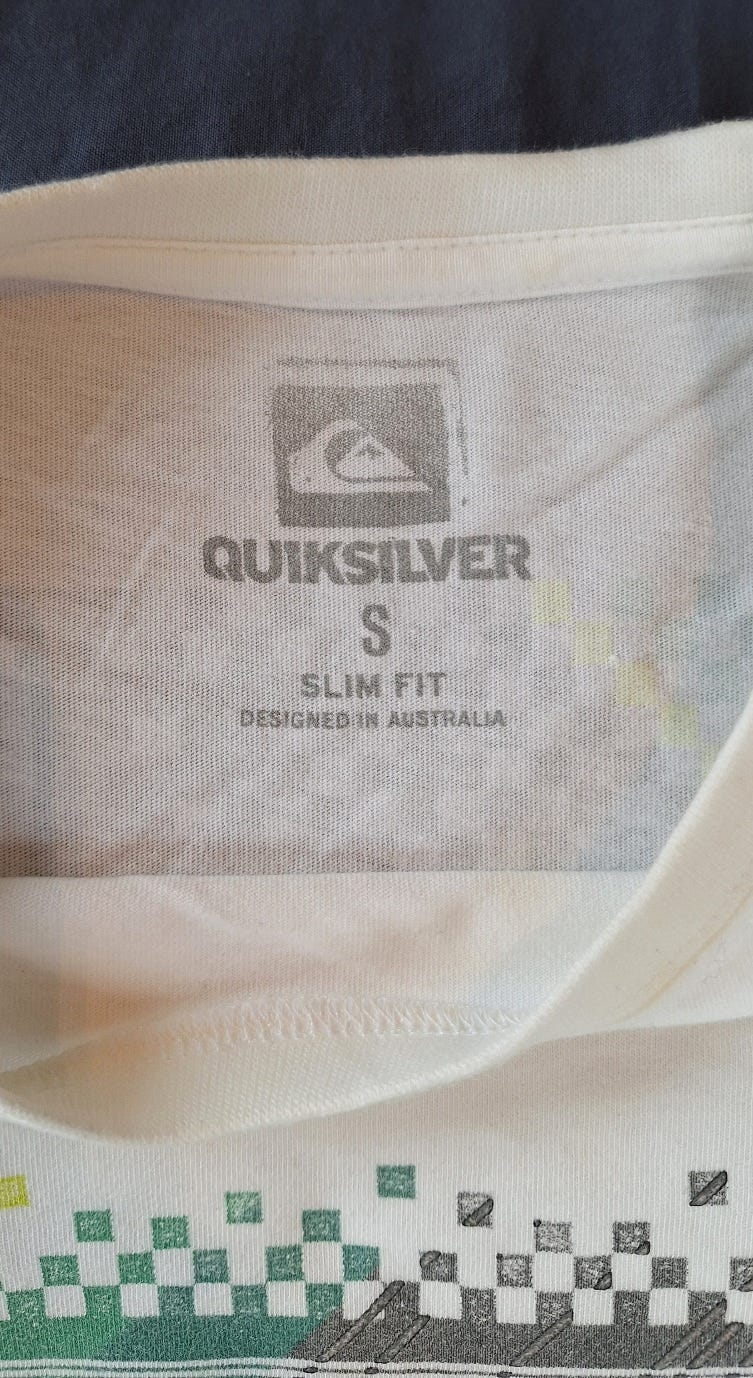 QUIKSILVER
S
SLIM FIT
DESIGNED IN AUSTRALIA